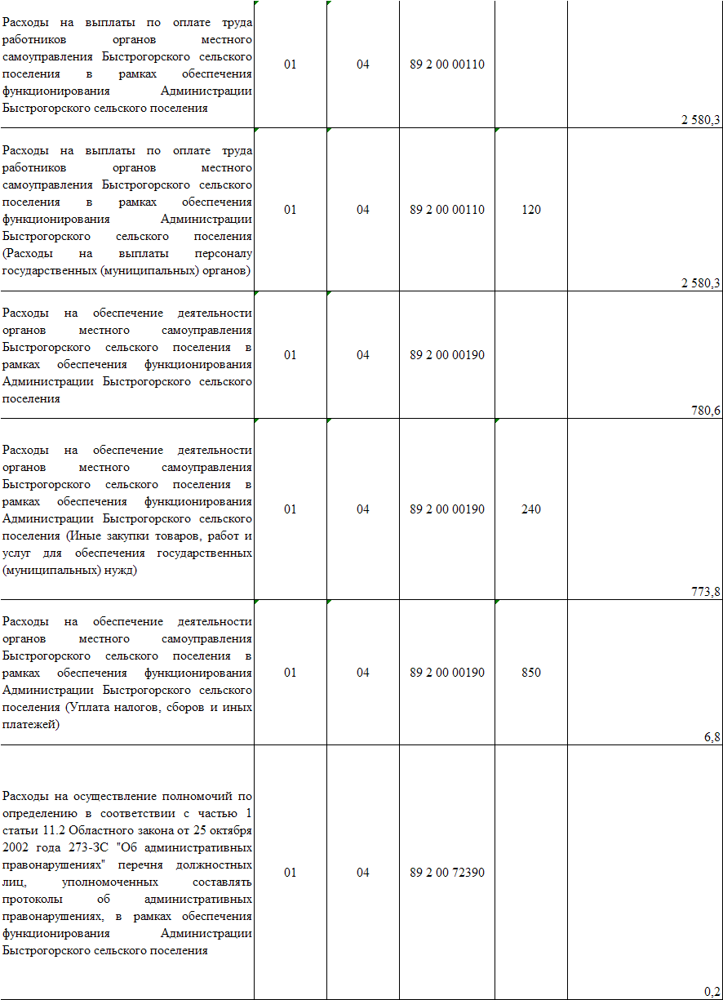 Расходы на выплаты по оплате труда
работников органов местного
самоуправления Быстрогорского сельского
поселения в рамках обеспечения
функционирования Администрации
Быстрогорского сельского поселения
01
04
89 2 00 00110
2 580,3
Расходы на выплаты по оплате труда
работников органов местного
самоуправления Быстрогорского сельского
поселения в рамках обеспечения
функционирования Администрации
Быстрогорского сельского поселения
(Расходы на выплаты персоналу
государственных (муниципальных) органов)
01
04
89 2 00 00110
120
2 580,3
Расходы на обеспечение деятельности
органов местного самоуправления
Быстрогорского сельского поселения в
рамках обеспечения функционирования
Администрации Быстрогорского сельского
поселения
01
04
89 2 00 00190
780,6
Расходы на обеспечение деятельности
органов местного самоуправления
Быстрогорского сельского поселения в
рамках обеспечения функционирования
Администрации Быстрогорского сельского
поселения (Иные закупки товаров, работ и
услуг для обеспечения государственных
(муниципальных) нужд)
01
04
89 2 00 00190
240
773,8
Расходы на обеспечение деятельности
органов местного самоуправления
Быстрогорского сельского поселения в
рамках обеспечения функционирования
Администрации Быстрогорского сельского
поселения (Уплата налогов, сборов и иных
платежей)
01
04
89 2 00 00190
850
6,8
Расходы на осуществление полномочий по
определению в соответствии с частью 1
статьи 11.2 Областного закона от 25 октября
2002 года 273-ЗС "Об административных
правонарушениях" перечня должностных
лиц, уполномоченных составлять
протоколы об административных
правонарушениях, в рамках обеспечения
функционирования Администрации
Быстрогорского сельского поселения
01
04
89 2 00 72390
0,2